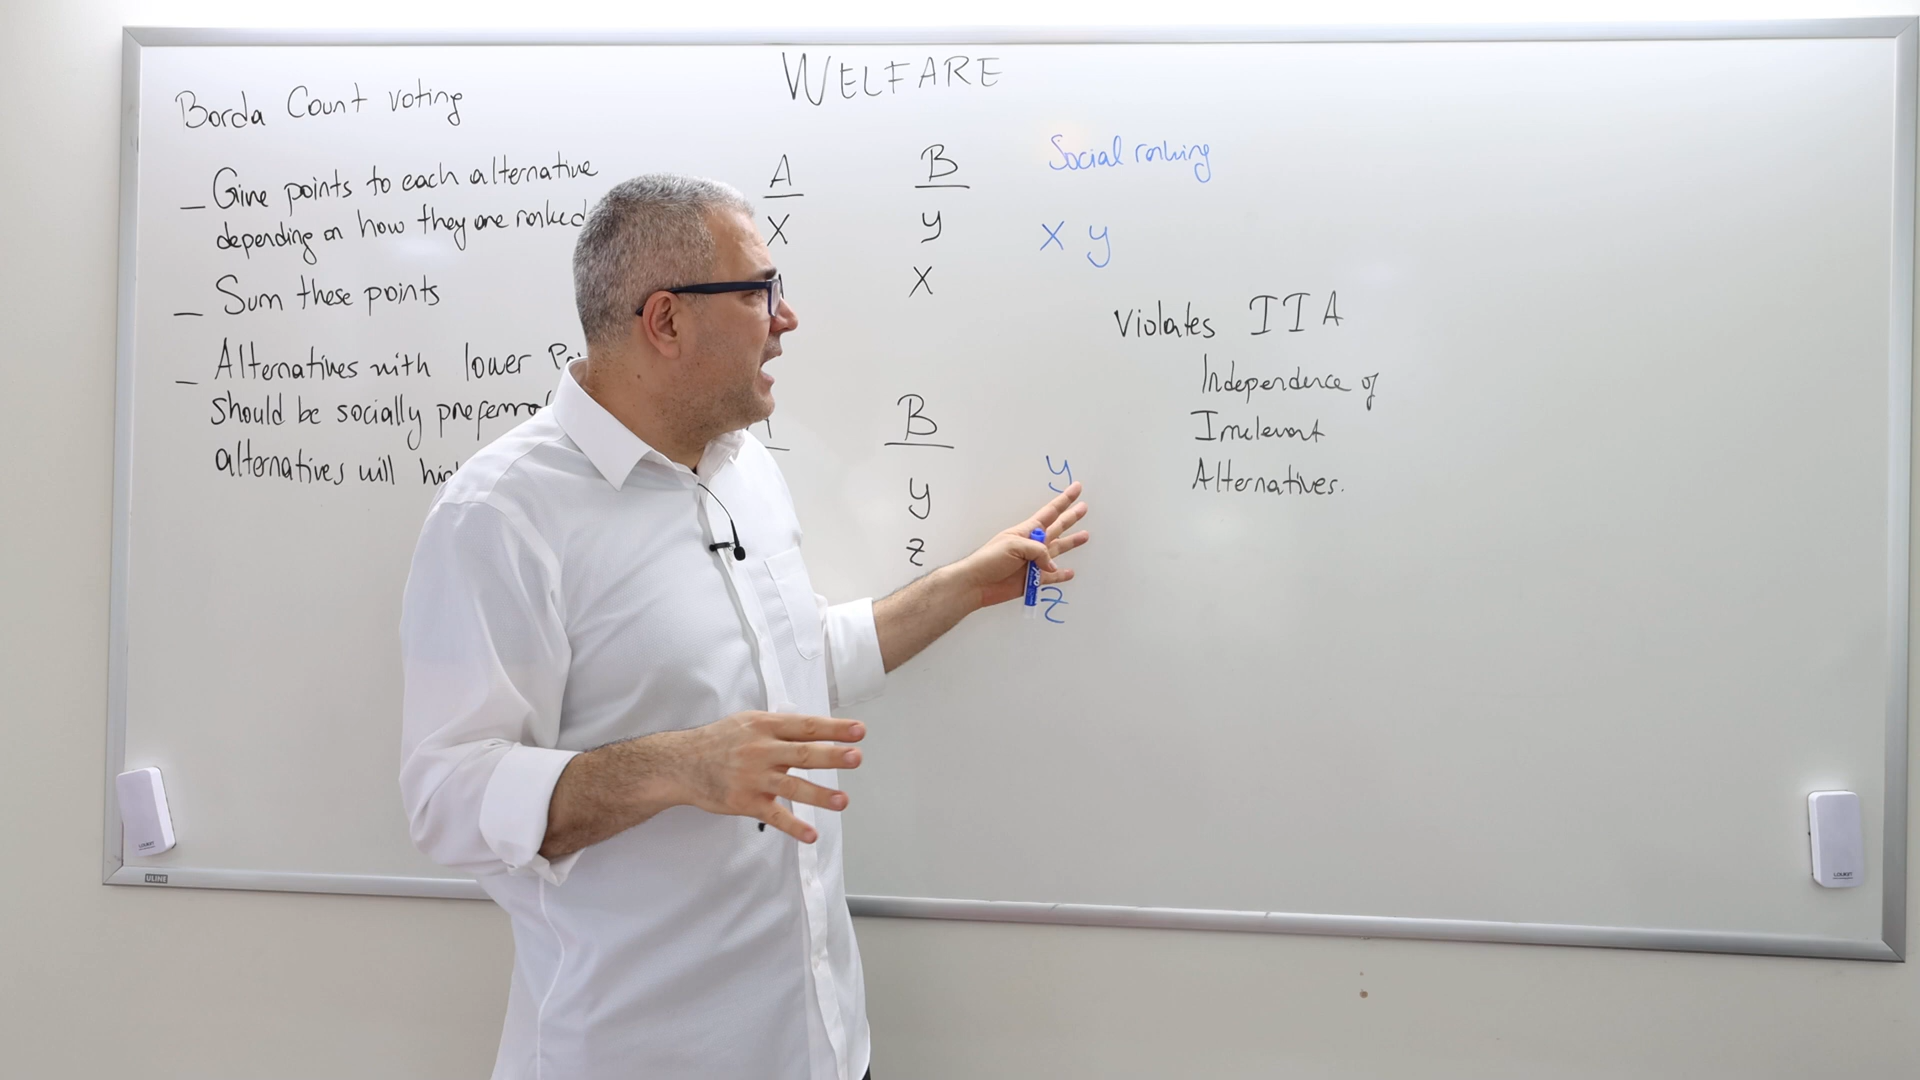 WELFARE
Borda Count voting
_ Give points to each alternative
depending on how they are ranked
_ Sum these points
_ Alternatives with lower
should be socially
alternatives will
A
X
B
y
X
Social ranking
X y
Violates IIA
Independence of
Irrelevant
Alternatives.
B
y
z
y
z
ULINE